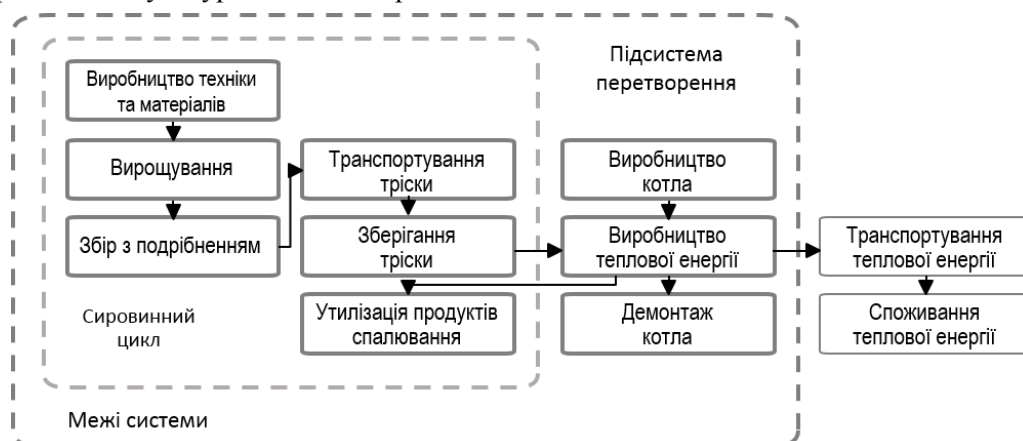 Підсистема
перетворення
Виробництво техніки
та матеріалів
Вирощування
Збір з подрібненням
Транспортування
тріски
Зберігання
тріски
Утилізація продуктів
спалювання
Сировинний
цикл
Виробництво
котла
Виробництво
теплової енергії
Демонтаж
котла
Транспортування
теплової енергії
Споживання
теплової енергії
Межі системи